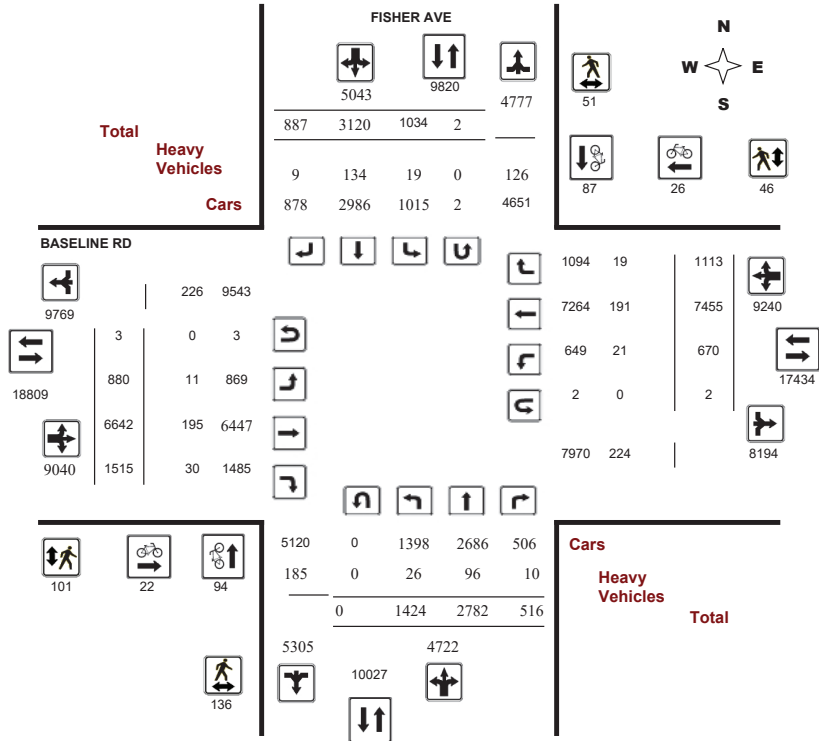 FISHER AVE
N
W E
S
5043
9820
4777
51
Total
887 3120 1034 2
Heavy
Vehicles
9 134 19 0 126
87 26 46
Cars
878 2986 1015 2 4651
BASELINE RD
9769
226 9543
1094 19 1113
9240
3 0 3
7264 191 7455
18809
880 11 869
649 21 670
17434
2 0 2
6642 195 6447
9040
1515 30 1485
7970 224
8194
5120 0 1398 2686 506
Cars
185 0 26 96 10
Heavy
Vehicles
101 22 94
0 1424 2782 516
Total
5305
4722
10027
136